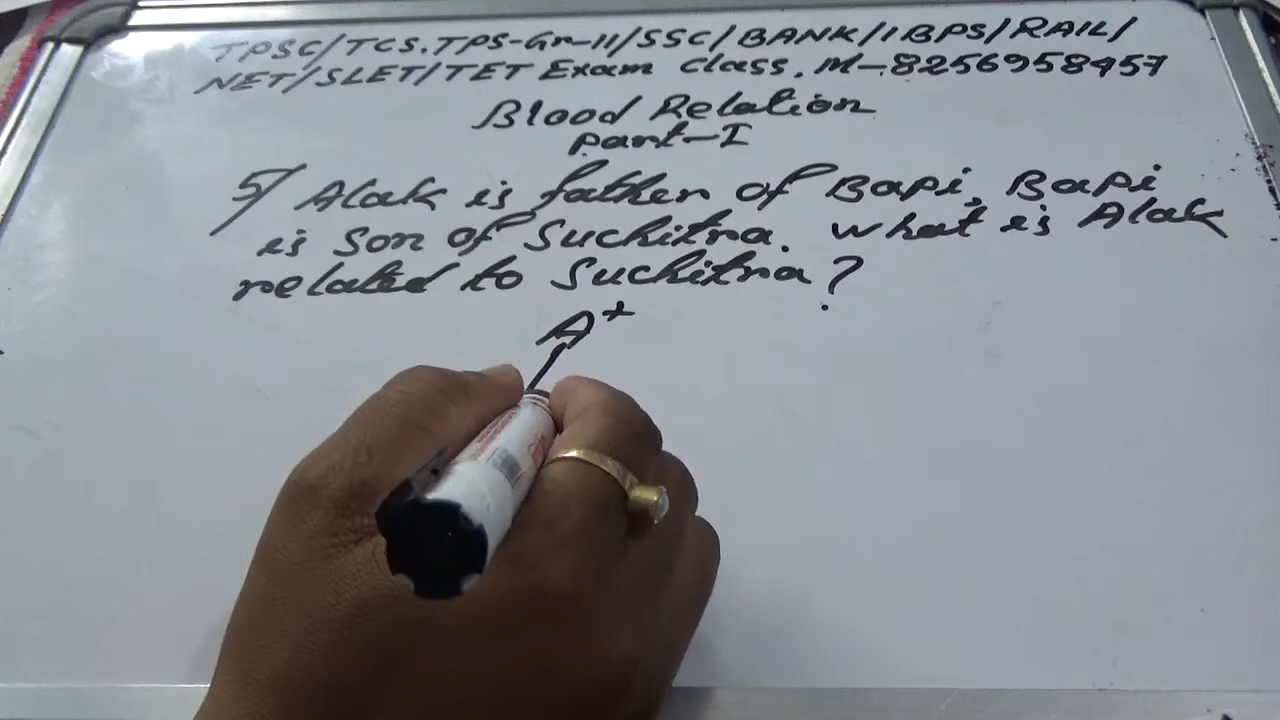 TPSC/TCS.TPS-Gr-II/SSC/BANK/IBPS/RAIL/
NET/SLET/TET Exam class. M-8256958457
Blood Relation
part-I
5/ Alak is father of Bapi, Bapi
is son of Suchitra. what is Alak
related to Suchitra?
A+